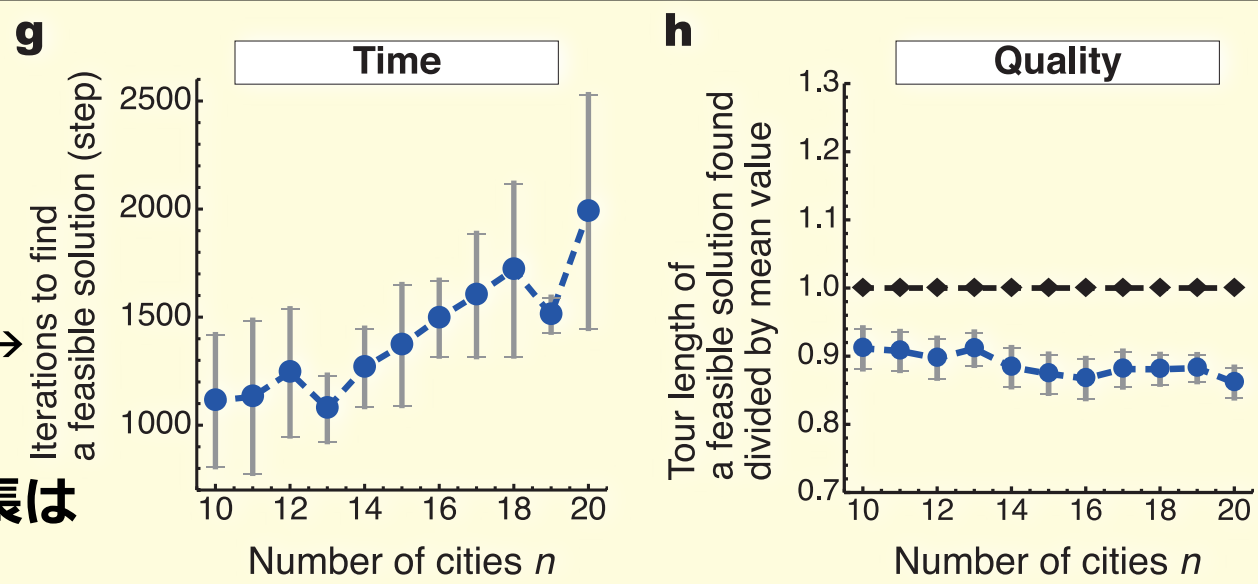 g
Time
Iterations to find
a feasible solution (step)
2500
2000
1500
1000
10 12 14 16 18 20
Number of cities n
→
長は
h
Quality
Tour length of
a feasible solution found
divided by mean value
1.3
1.2
1.1
1.0
0.9
0.8
0.7
10 12 14 16 18 20
Number of cities n